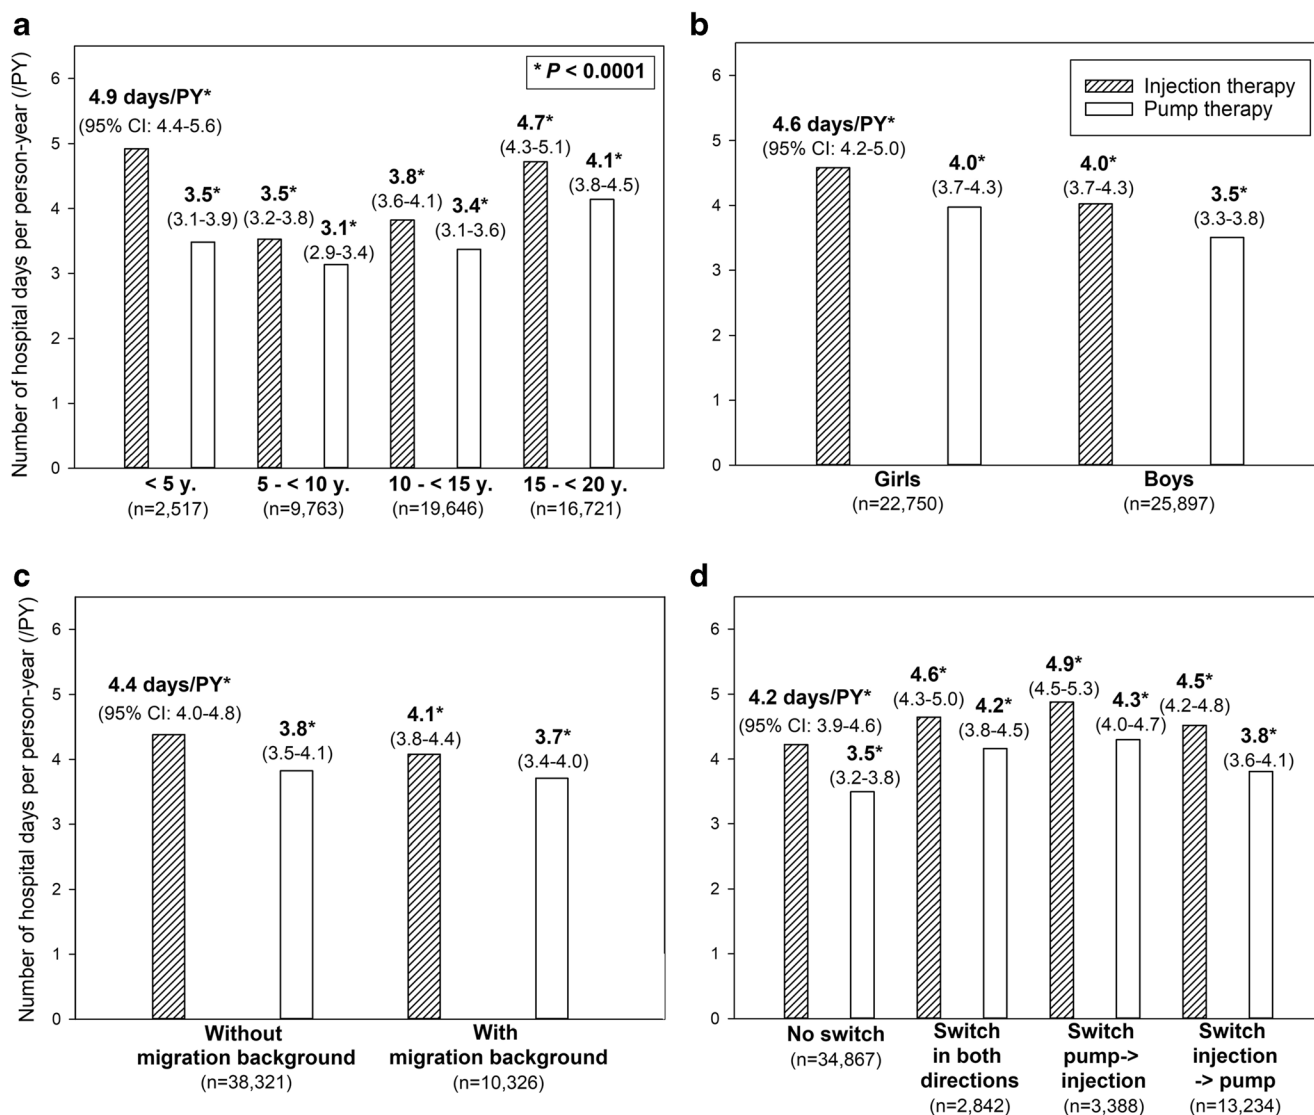 a
Number of hospital days per person-year (/PY)
6
5
4
3
2
1
0
* P < 0.0001
4.9 days/PY*
(95% CI: 4.4-5.6)
3.5*
(3.1-3.9)
3.5*
(3.2-3.8)
3.1*
(2.9-3.4)
3.8*
(3.6-4.1)
3.4*
(3.1-3.6)
4.7*
(4.3-5.1)
4.1*
(3.8-4.5)
< 5 y.
(n=2,517)
5 - < 10 y.
(n=9,763)
10 - < 15 y.
(n=19,646)
15 - < 20 y.
(n=16,721)
b
6
5
4
3
2
1
0
Injection therapy
Pump therapy
4.6 days/PY*
(95% CI: 4.2-5.0)
4.0*
(3.7-4.3)
4.0*
(3.7-4.3)
3.5*
(3.3-3.8)
Girls
(n=22,750)
Boys
(n=25,897)
c
Number of hospital days per person-year (/PY)
6
5
4
3
2
1
0
4.4 days/PY*
(95% CI: 4.0-4.8)
3.8*
(3.5-4.1)
4.1*
(3.8-4.4)
3.7*
(3.4-4.0)
Without
migration background
(n=38,321)
With
migration background
(n=10,326)
d
6
5
4
3
2
1
0
4.2 days/PY*
(95% CI: 3.9-4.6)
3.5*
(3.2-3.8)
4.6*
(4.3-5.0)
4.2*
(3.8-4.5)
4.9*
(4.5-5.3)
4.3*
(4.0-4.7)
4.5*
(4.2-4.8)
3.8*
(3.6-4.1)
No switch
(n=34,867)
Switch
in both
directions
(n=2,842)
Switch
pump->
injection
(n=3,388)
Switch
injection
-> pump
(n=13,234)